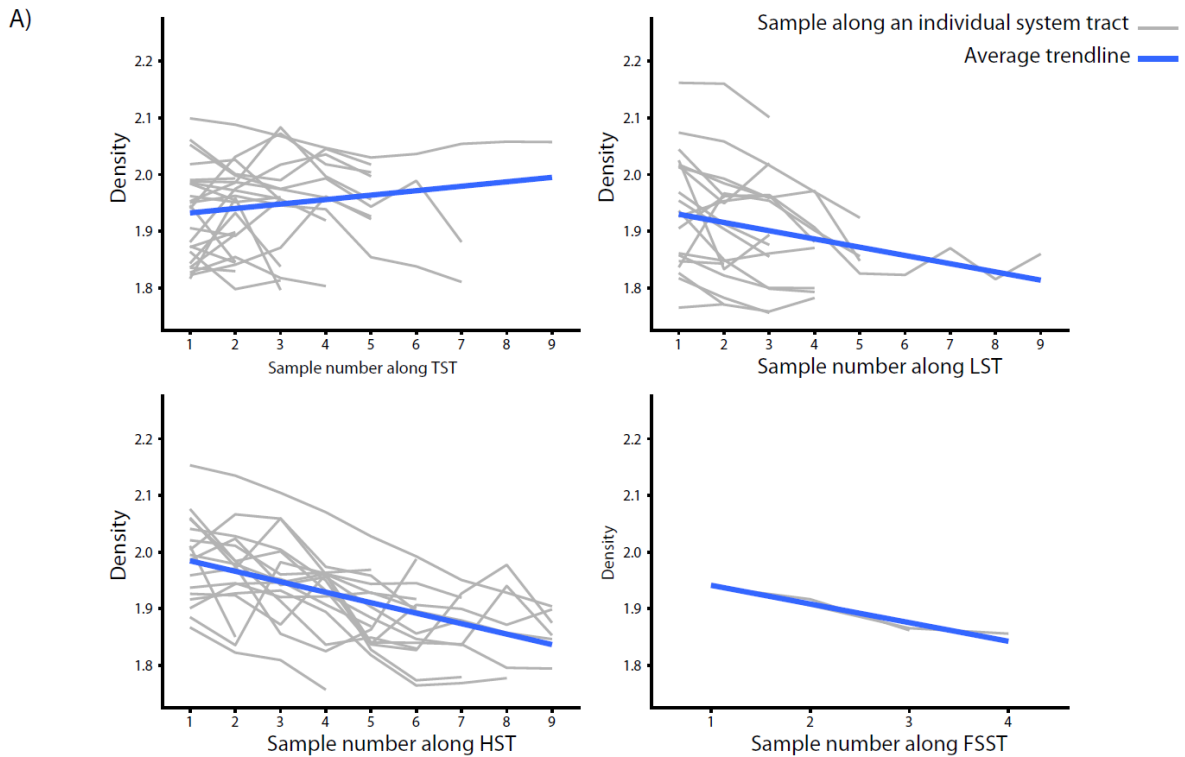 A)
Sample along an individual system tract
Average trendline
Density
2.2
2.1
2.0
1.9
1.8
1 2 3 4 5 6 7 8 9
Sample number along TST
Density
2.2
2.1
2.0
1.9
1.8
1 2 3 4 5 6 7 8 9
Sample number along LST
Density
2.2
2.1
2.0
1.9
1.8
1 2 3 4 5 6 7 8 9
Sample number along HST
Density
2.2
2.1
2.0
1.9
1.8
1 2 3 4
Sample number along FSST